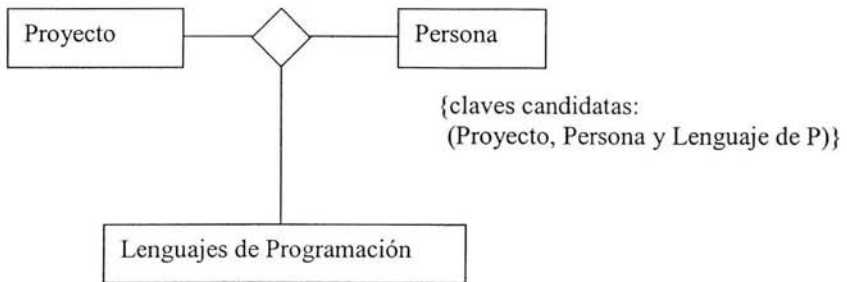 Proyecto
Persona
{claves candidatas:
(Proyecto, Persona y Lenguaje de P)}
Lenguajes de Programación